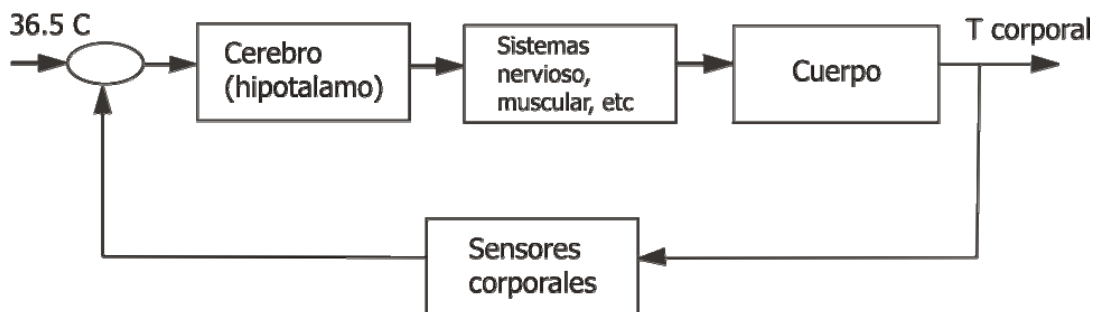 36.5 C
T corporal
Cerebro
(hipotalamo)
Sistemas
nervioso,
muscular, etc
Cuerpo
Sensores
corporales